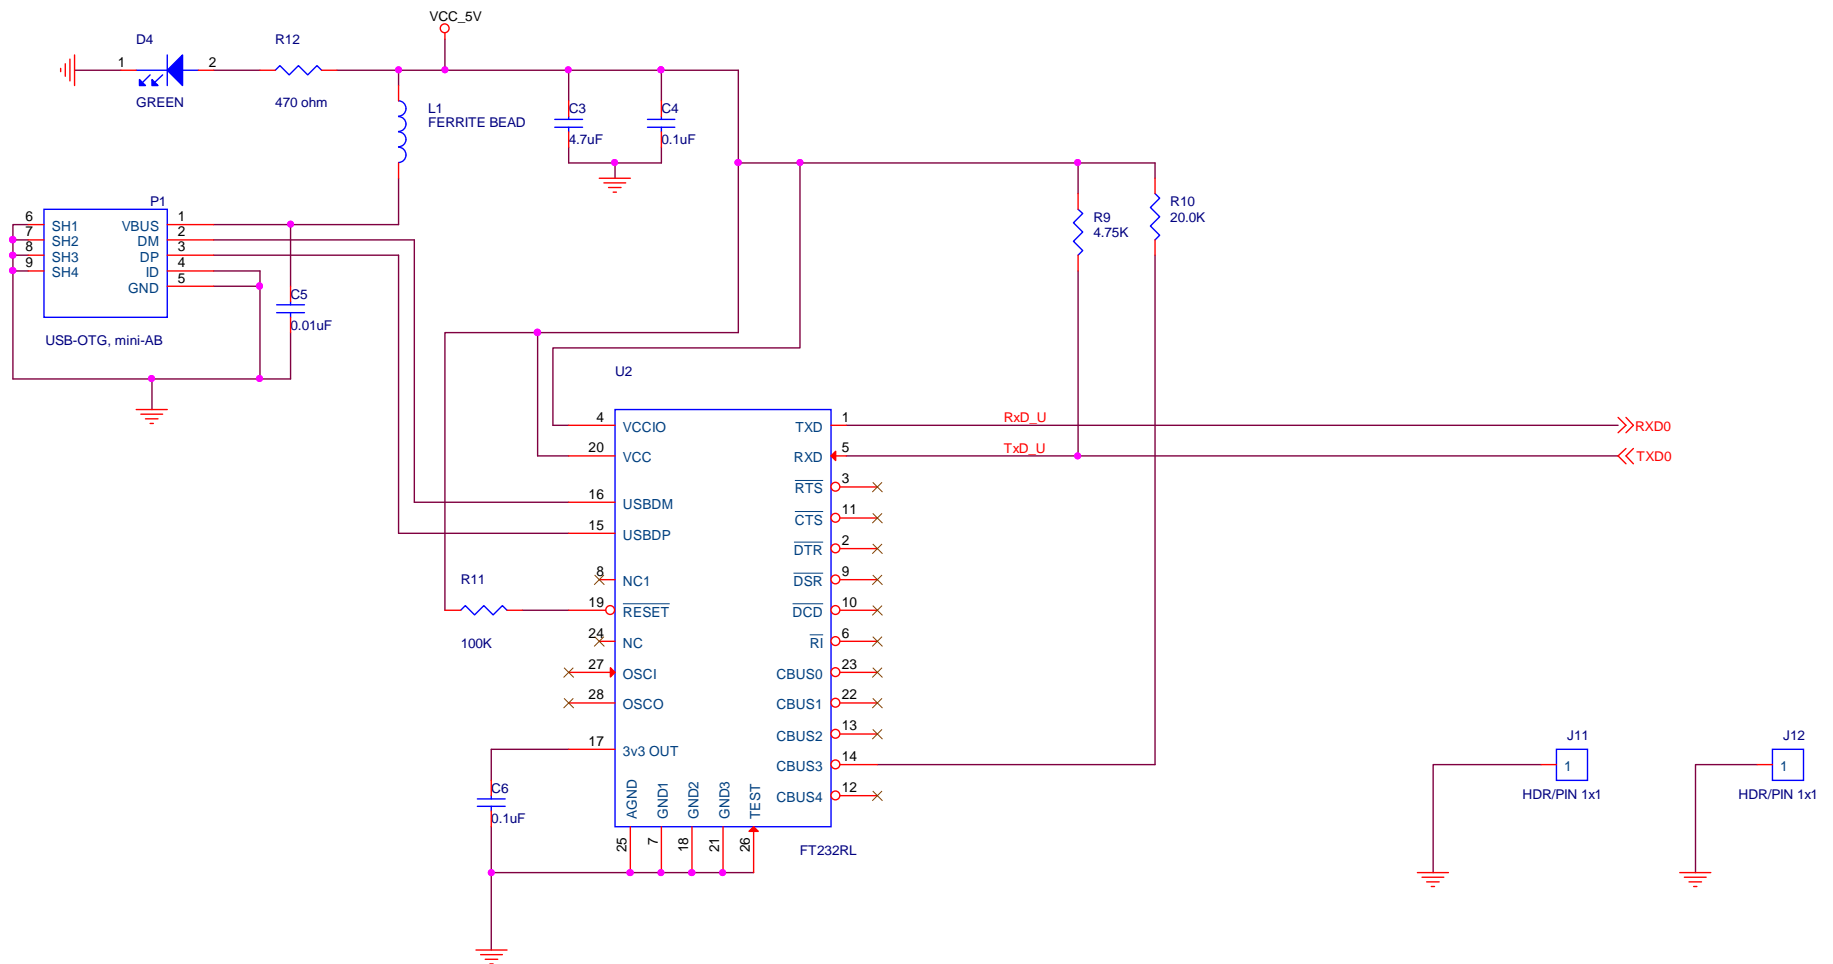 VCC_5V
D4
R12
1
2
GREEN
470 ohm
L1
FERRITE BEAD
C3
4.7uF
C4
0.1uF
P1
6
SH1
VBUS
1
7
SH2
DM
2
8
SH3
DP
3
9
SH4
ID
4
GND
5
C5
0.01uF
USB-OTG, mini-AB
R9
4.75K
R10
20.0K
U2
4
VCCIO
TXD
1
RxD_U
RXD0
20
VCC
RXD
5
TxD_U
TXD0
RTS
3
16
USBDM
CTS
11
15
USBDP
DTR
2
8
NC1
DSR
9
R11
100K
19
RESET
DCD
10
24
NC
RI
6
27
OSCI
CBUS0
23
28
OSCO
CBUS1
22
CBUS2
13
17
3v3 OUT
CBUS3
14
CBUS4
12
C6
0.1uF
AGND
GND1
GND2
GND3
TEST
25
7
18
21
26
FT232RL
J11
1
HDR/PIN 1x1
J12
1
HDR/PIN 1x1